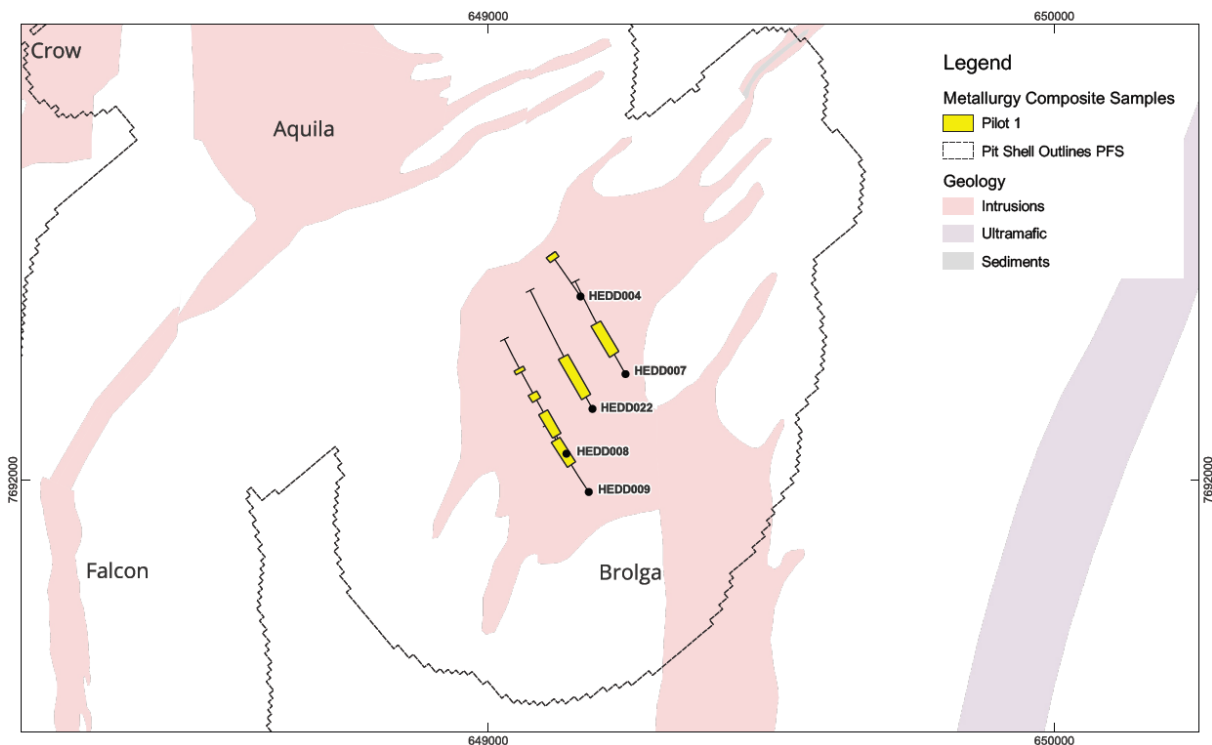 649000
650000
Crow
Aquila
Legend
Metallurgy Composite Samples
Pilot 1
Pit Shell Outlines PFS
Geology
Intrusions
Ultramafic
Sediments
HEDD004
HEDD007
HEDD022
HEDD008
HEDD009
7692000
7692000
Falcon
Brolga
649000
650000